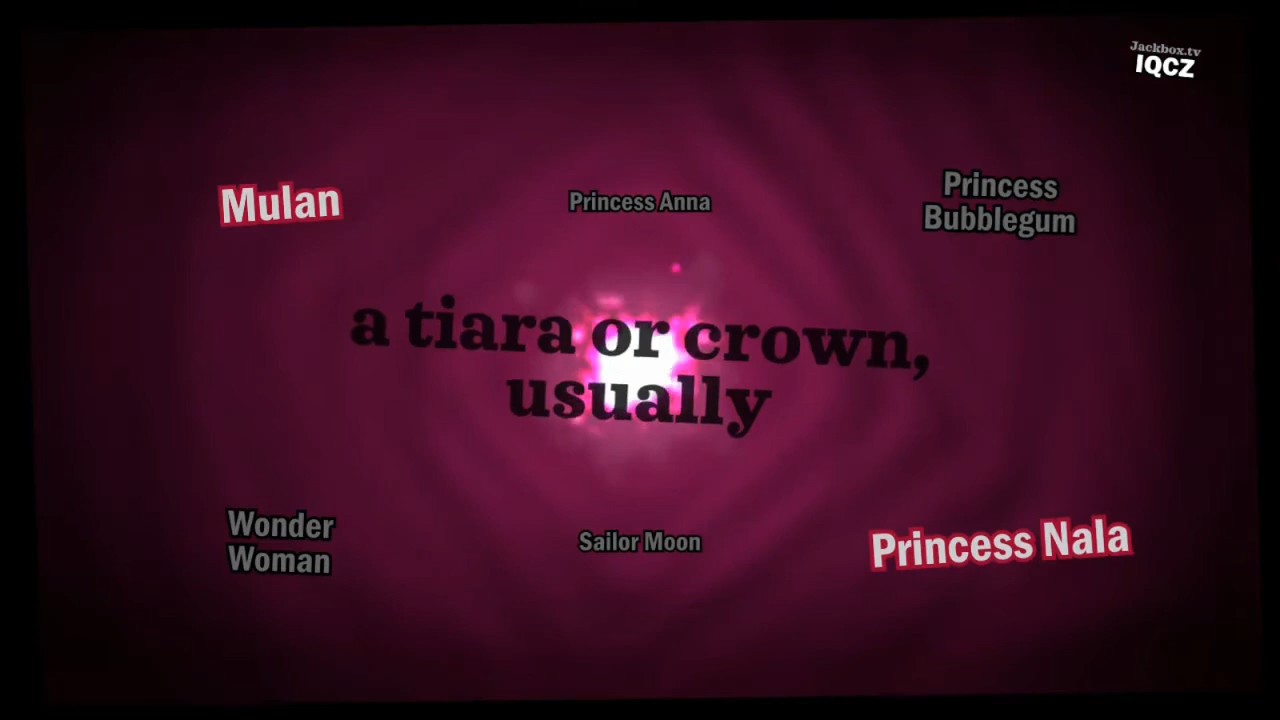 Jackbox.tv
IQCZ
Mulan
Princess Anna
Princess
Bubblegum
a tiara or crown,
usually
Wonder
Woman
Sailor Moon
Princess Nala